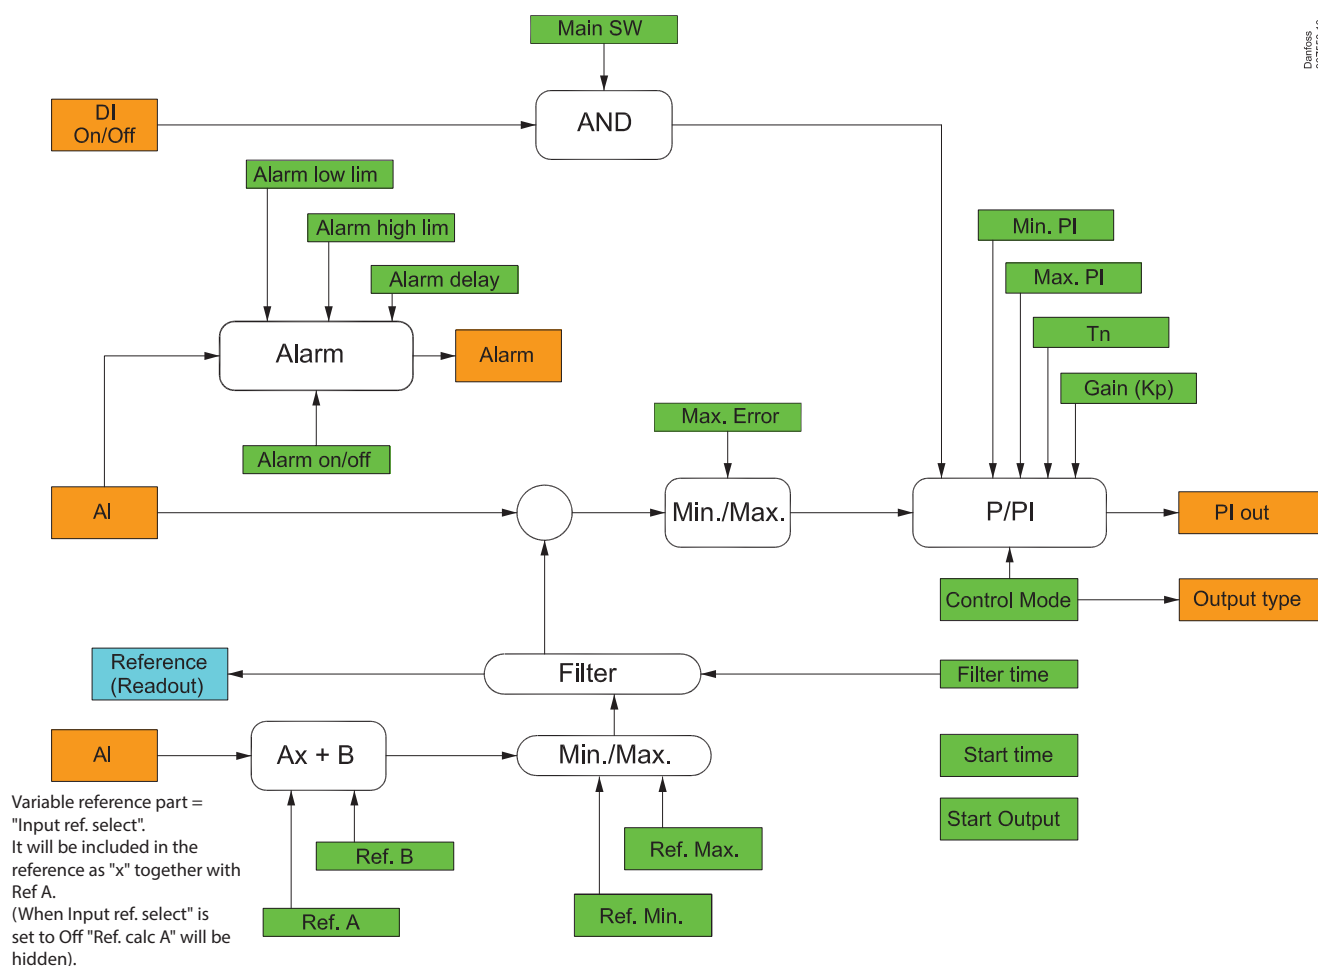 Main SW
Danfoss
DI
On/Off
AND
Alarm low lim
Alarm high lim
Alarm delay
Min. PI
Max. PI
Tn
Gain (Kp)
Alarm
Alarm
Max. Error
Alarm on/off
AI
Min./Max.
P/PI
PI out
Control Mode
Output type
Reference
(Readout)
Filter
Filter time
AI
Ax + B
Min./Max.
Start time
Variable reference part =
"Input ref. select".
It will be included in the
reference as "x" together with
Ref A.
(When Input ref. select" is
set to Off "Ref. calc A" will be
hidden).
Start Output
Ref. B
Ref. Max.
Ref. A
Ref. Min.